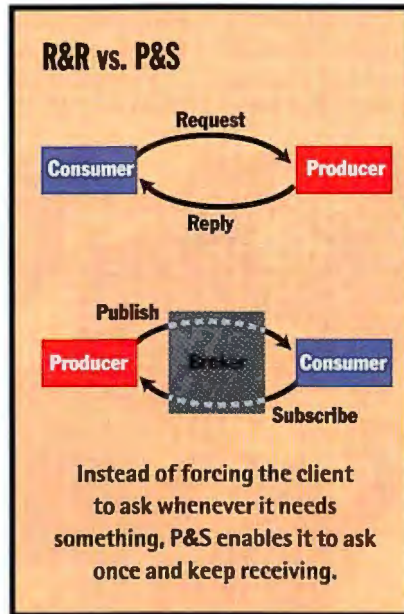 R&R vs. P&S
Request
Consumer
Producer
Reply
Publish
Producer
Broker
Consumer
Subscribe
Instead of forcing the client
to ask whenever it needs
something, P&S enables it to ask
once and keep receiving.